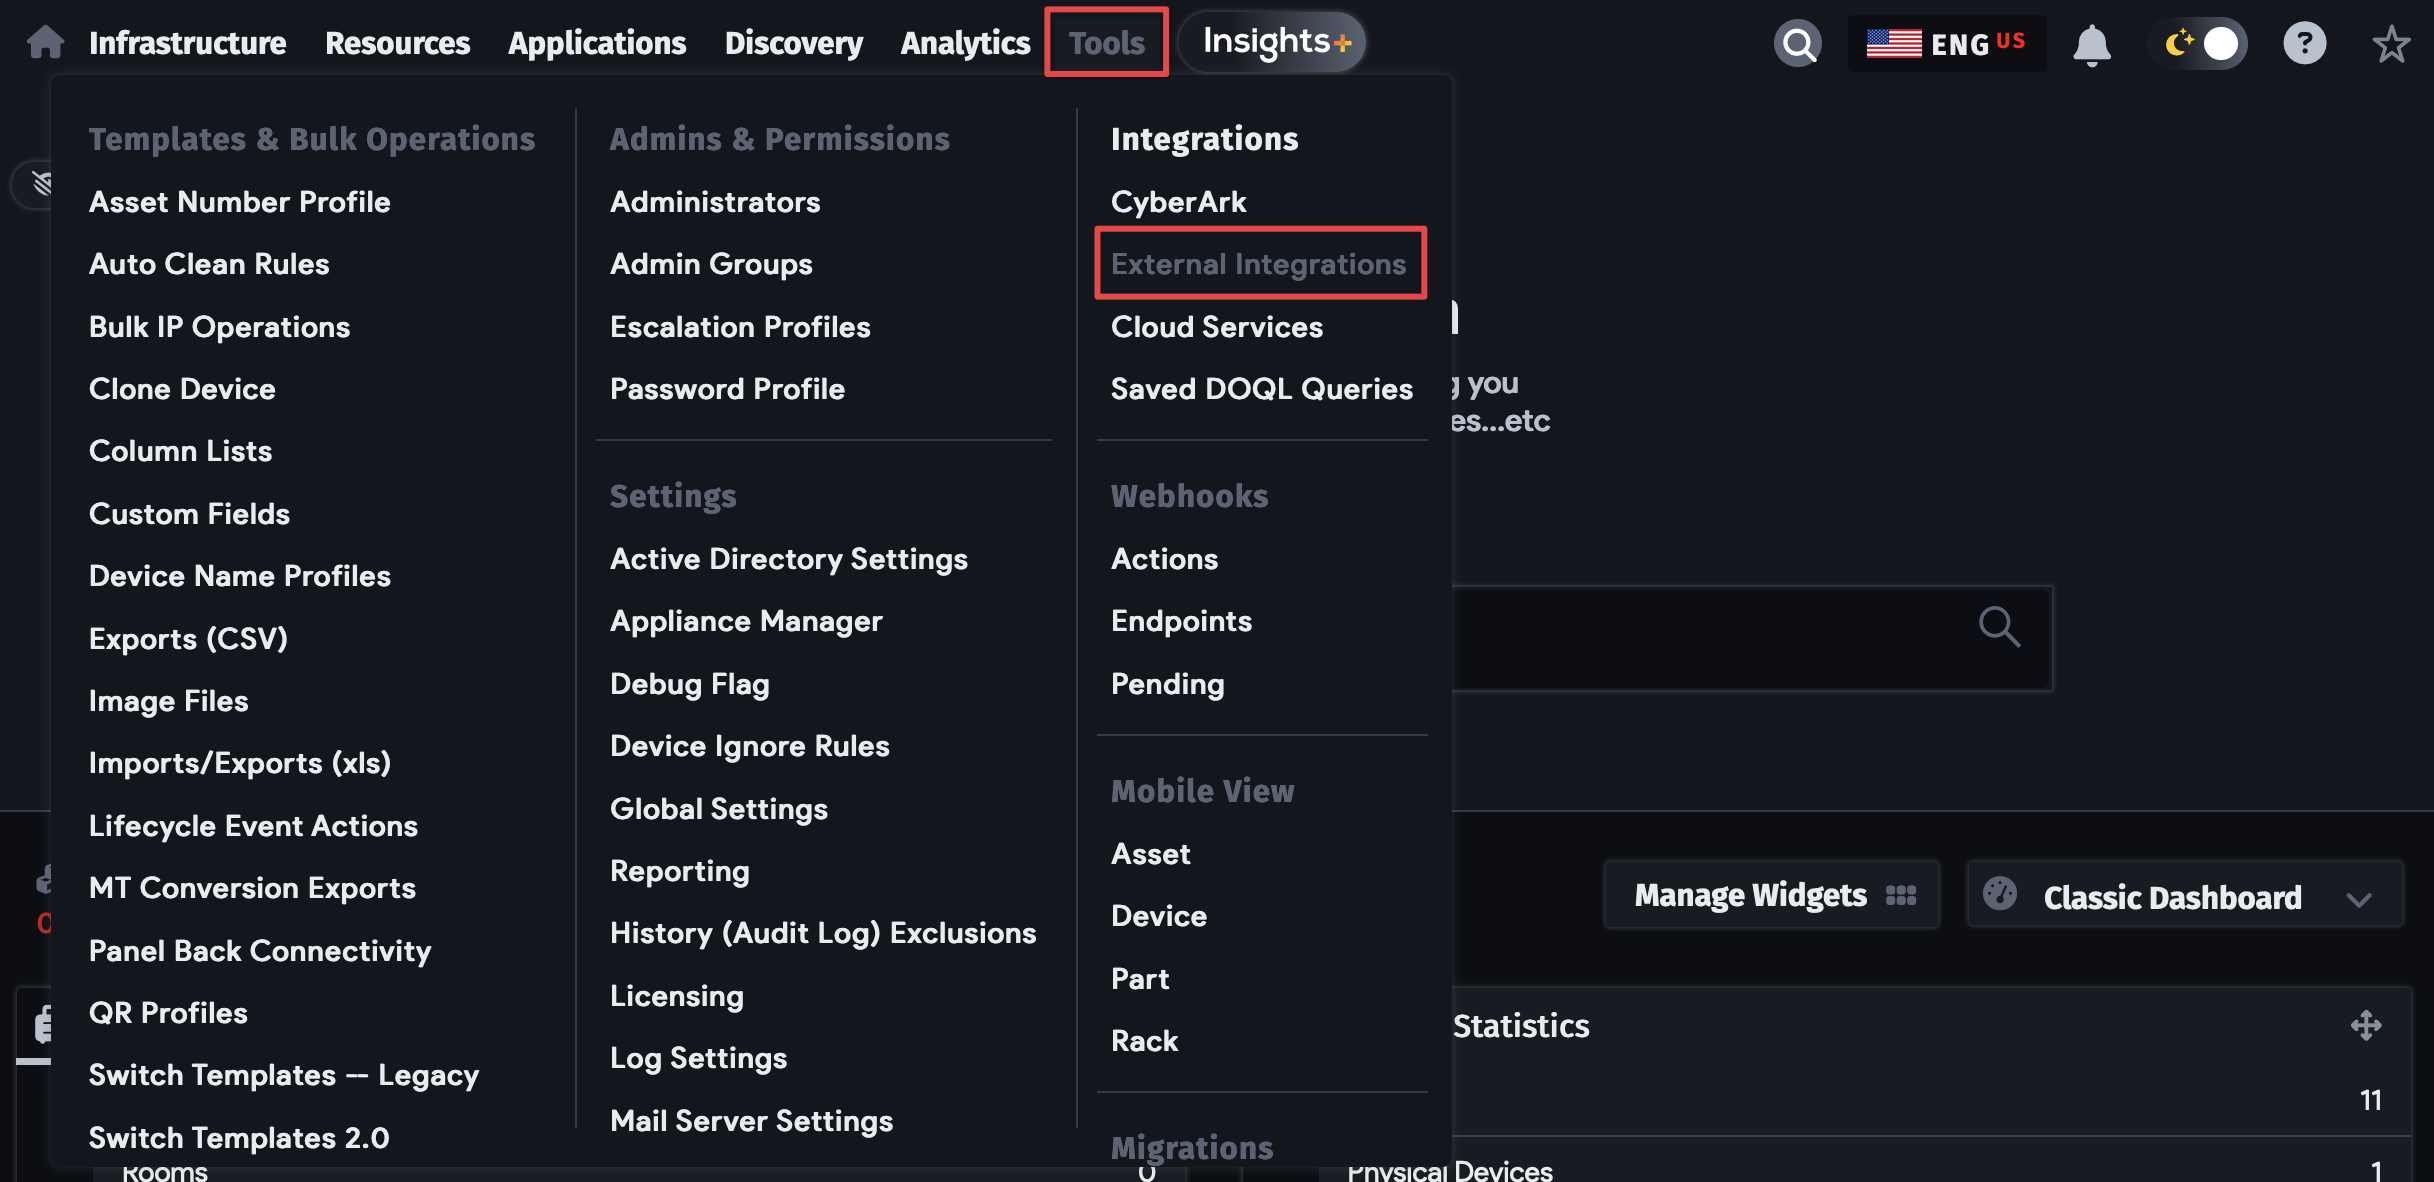 Infrastructure Resources Applications Discovery Analytics Tools Insights+ ENG US ?
Templates & Bulk Operations
Asset Number Profile
Auto Clean Rules
Bulk IP Operations
Clone Device
Column Lists
Custom Fields
Device Name Profiles
Exports (CSV)
Image Files
Imports/Exports (xls)
Lifecycle Event Actions
MT Conversion Exports
Panel Back Connectivity
QR Profiles
Switch Templates — Legacy
Switch Templates 2.0
Admins & Permissions
Administrators
Admin Groups
Escalation Profiles
Password Profile
Settings
Active Directory Settings
Appliance Manager
Debug Flag
Device Ignore Rules
Global Settings
Reporting
History (Audit Log) Exclusions
Licensing
Log Settings
Mail Server Settings
Integrations
CyberArk
External Integrations
Cloud Services
Saved DOQL Queries
Webhooks
Actions
Endpoints
Pending
Mobile View
Asset
Device
Part
Rack
Migrations
you
es...etc
Manage Widgets
Classic Dashboard
Statistics
11
Rooms
0
Physical Devices
1